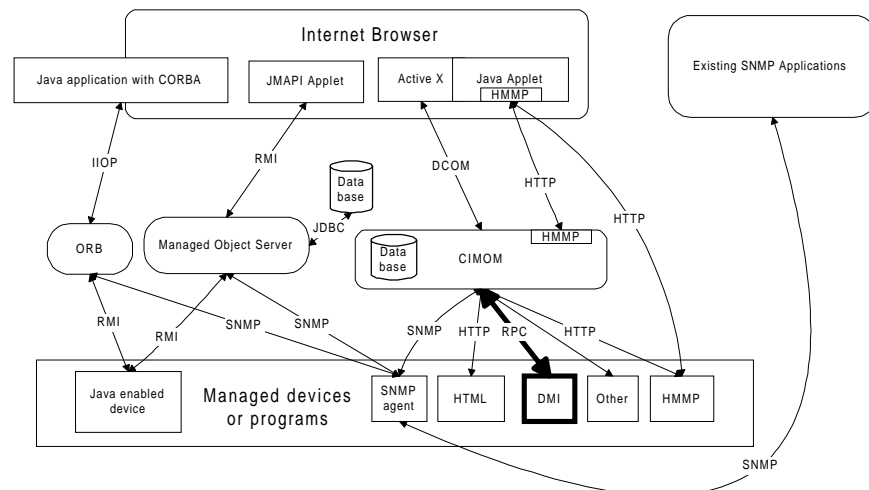 Internet Browser
Existing SNMP Applications
Java application with CORBA
JMAPI Applet
Active X
Java Applet
HMMP
IIOP
RMI
DCOM
HTTP
HTTP
Data
base
JDBC
ORB
Managed Object Server
HMMP
Data
base
CIMOM
RMI
RMI
SNMP
SNMP
SNMP
HTTP
RPC
HTTP
Java enabled
device
Managed devices
or programs
SNMP
agent
HTML
DMI
Other
HMMP
SNMP